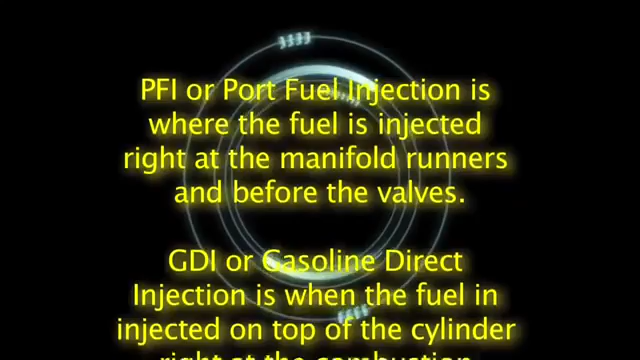 3333
PFI or Port Fuel Injection is
where the fuel is injected
right at the manifold runners
and before the valves.
GDI or Gasoline Direct
Injection is when the fuel in
injected on top of the cylinder
right at the combustion